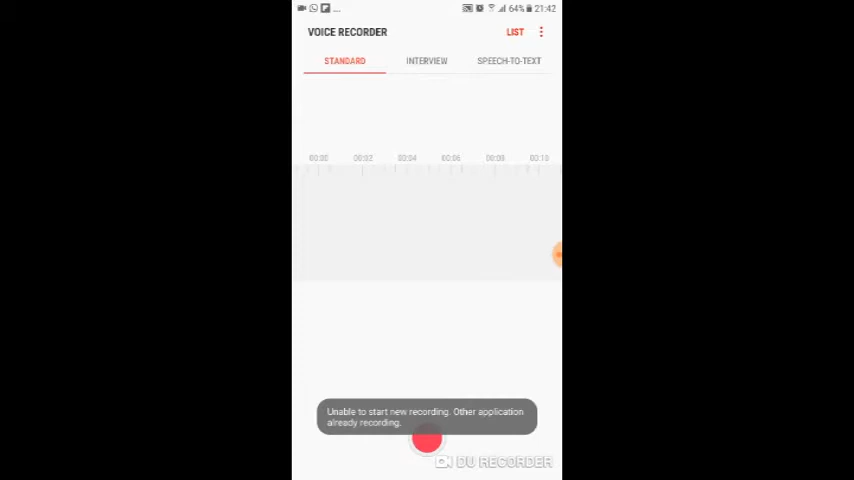 ... 64% 21:42
VOICE RECORDER LIST
STANDARD INTERVIEW SPEECH-TO-TEXT
00:00 00:02 00:04 00:06 00:08 00:10
Unable to start new recording. Other application
already recording.
DU RECORDER